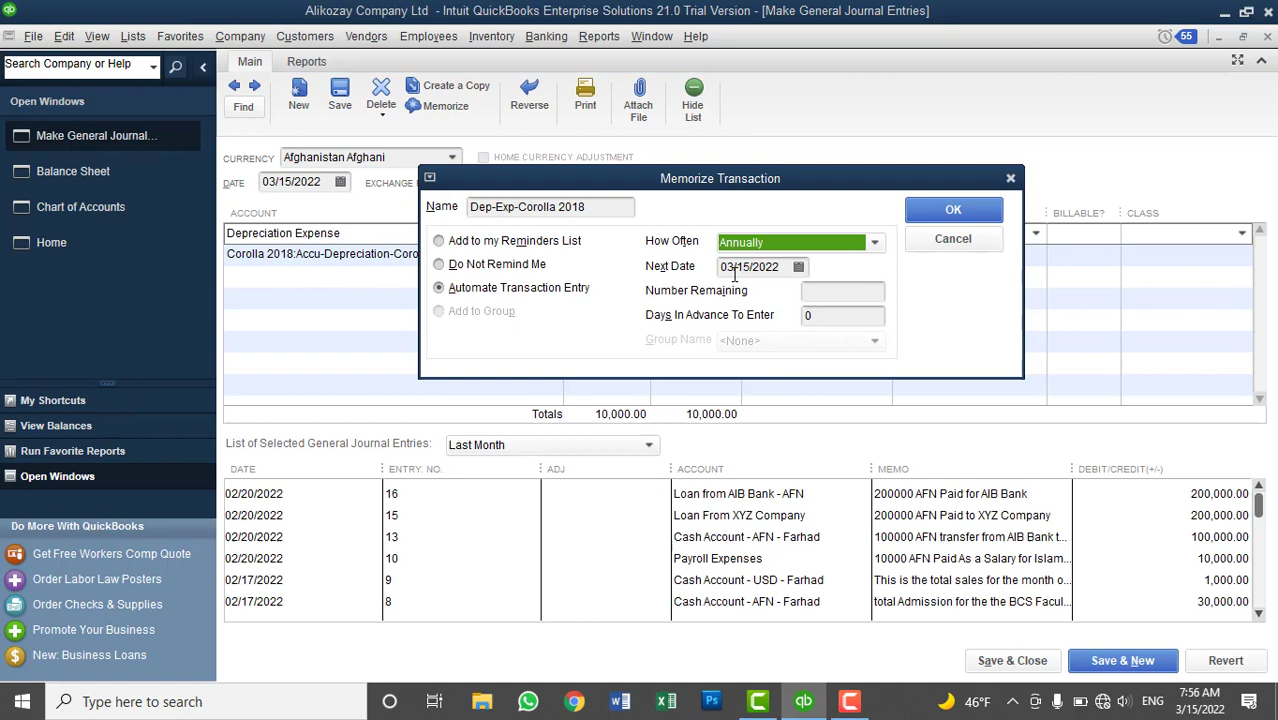 Alikozay Company Ltd - Intuit QuickBooks Enterprise Solutions 21.0 Trial Version - [Make General Journal Entries]
File Edit View Lists Favorites Company Customers Vendors Employees Inventory Banking Reports Window Help 55
Search Company or Help
Main Reports
Find New Save Delete Create a Copy Memorize Reverse Print Attach File Hide List
Open Windows
Make General Journal...
Balance Sheet
Chart of Accounts
Home
My Shortcuts
View Balances
Run Favorite Reports
Open Windows
Do More With QuickBooks
Get Free Workers Comp Quote
Order Labor Law Posters
Order Checks & Supplies
Promote Your Business
New: Business Loans
CURRENCY Afghanistan Afghani HOME CURRENCY ADJUSTMENT
DATE 03/15/2022 EXCHANGE
ACCOUNT BILLABLE? CLASS
Depreciation Expense
Corolla 2018:Accu-Depreciation-Coro
Memorize Transaction
Name Dep-Exp-Corolla 2018 OK
Add to my Reminders List How Often Annually Cancel
Do Not Remind Me Next Date 03/15/2022
Automate Transaction Entry Number Remaining
Add to Group Days In Advance To Enter 0
Group Name <None>
Totals 10,000.00 10,000.00
List of Selected General Journal Entries: Last Month
DATE ENTRY. NO. ADJ ACCOUNT MEMO DEBIT/CREDIT(+/-)
02/20/2022 16 Loan from AIB Bank - AFN 200000 AFN Paid for AIB Bank 200,000.00
02/20/2022 15 Loan From XYZ Company 200000 AFN Paid to XYZ Company 200,000.00
02/20/2022 13 Cash Account - AFN - Farhad 100000 AFN transfer from AIB Bank t... 100,000.00
02/20/2022 10 Payroll Expenses 10000 AFN Paid As a Salary for Islam... 10,000.00
02/17/2022 9 Cash Account - USD - Farhad This is the total sales for the month o... 1,000.00
02/17/2022 8 Cash Account - AFN - Farhad total Admission for the the BCS Facul... 30,000.00
Save & Close Save & New Revert
Type here to search 46°F ENG 7:56 AM
3/15/2022